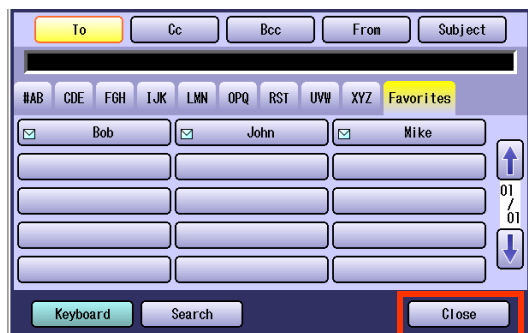 To Cc Bcc From Subject
#AB CDE FGH IJK LMN OPQ RST UVW XYZ Favorites
Bob John Mike
01
/
01
Keyboard Search Close